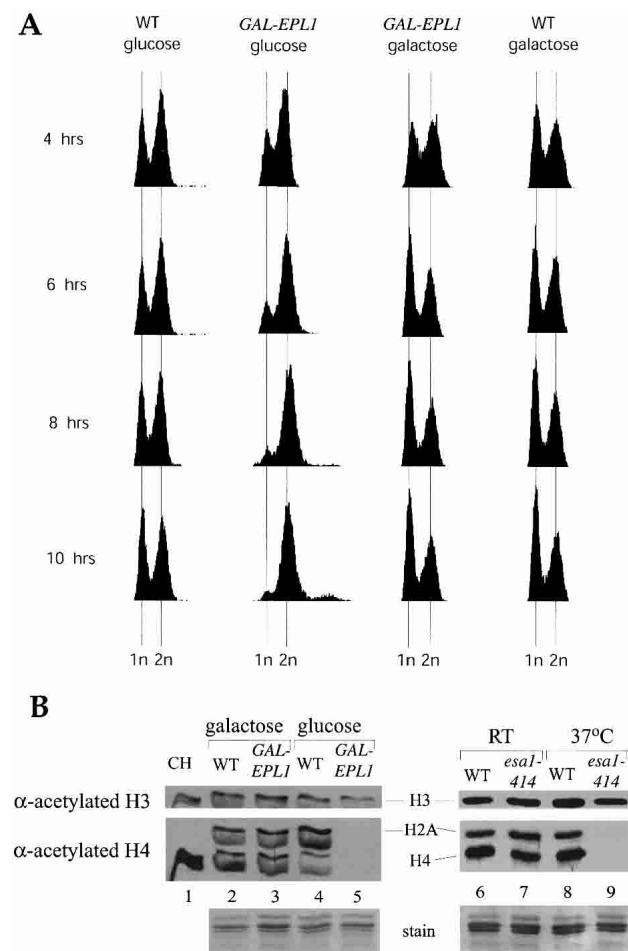 A
WT glucose
GAL-EPL1 glucose
GAL-EPL1 galactose
WT galactose
4 hrs
6 hrs
8 hrs
10 hrs
1n 2n 1n 2n 1n 2n 1n 2n
B
galactose glucose
CH WT GAL-EPL1 WT GAL-EPL1
RT 37°C
WT esa1-414 WT esa1-414
α-acetylated H3
H3
α-acetylated H4
H2A
H4
1 2 3 4 5 6 7 8 9
stain